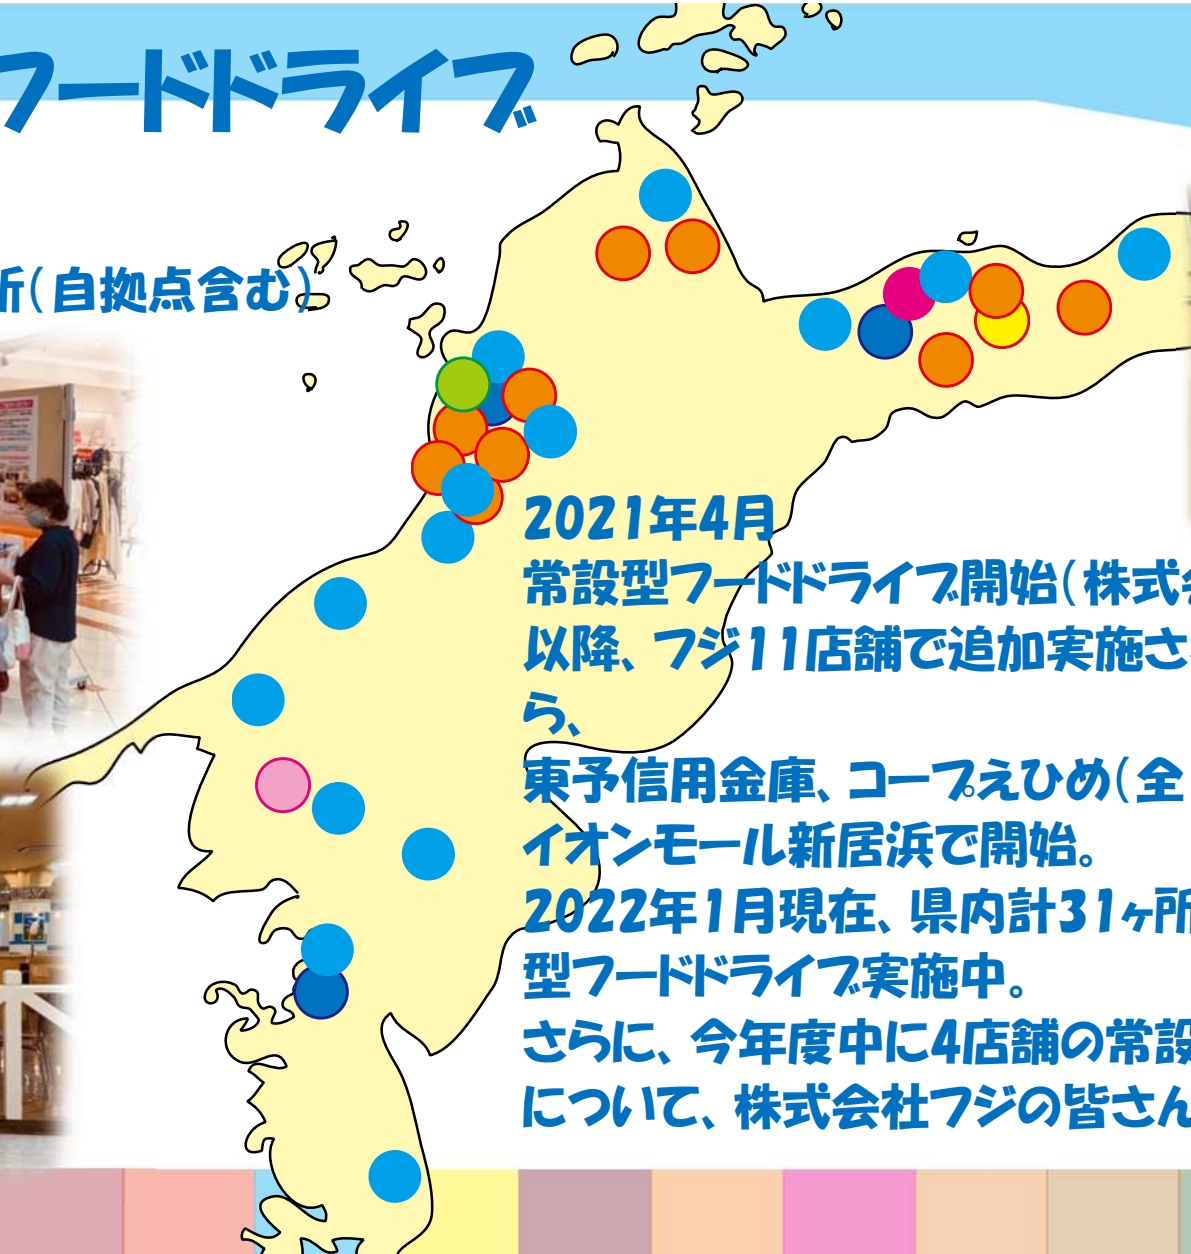 フードドライブ
所(自拠点含む)
2021年4月
常設型フードドライブ開始(株式会
以降、フジ11店舗で追加実施さ
ら、
東予信用金庫、コープえひめ(全
イオンモール新居浜で開始。
2022年1月現在、県内計31ヶ所
型フードドライブ実施中。
さらに、今年度中に4店舗の常設
について、株式会社フジの皆さん